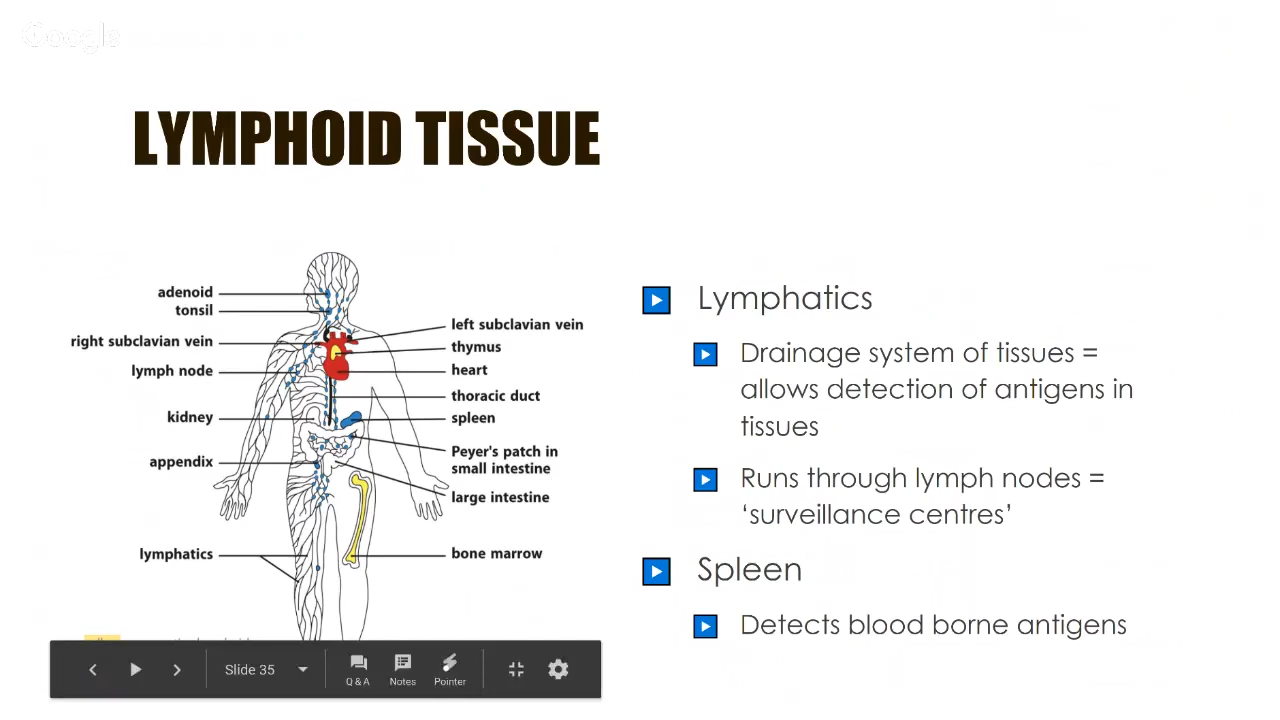 Google
LYMPHOID TISSUE
adenoid
tonsil
right subclavian vein
lymph node
kidney
appendix
lymphatics
left subclavian vein
thymus
heart
thoracic duct
spleen
Peyer's patch in
small intestine
large intestine
bone marrow
Lymphatics
Drainage system of tissues =
allows detection of antigens in
tissues
Runs through lymph nodes =
‘surveillance centres’
Spleen
Detects blood borne antigens
Slide 35
Q & A
Notes
Pointer